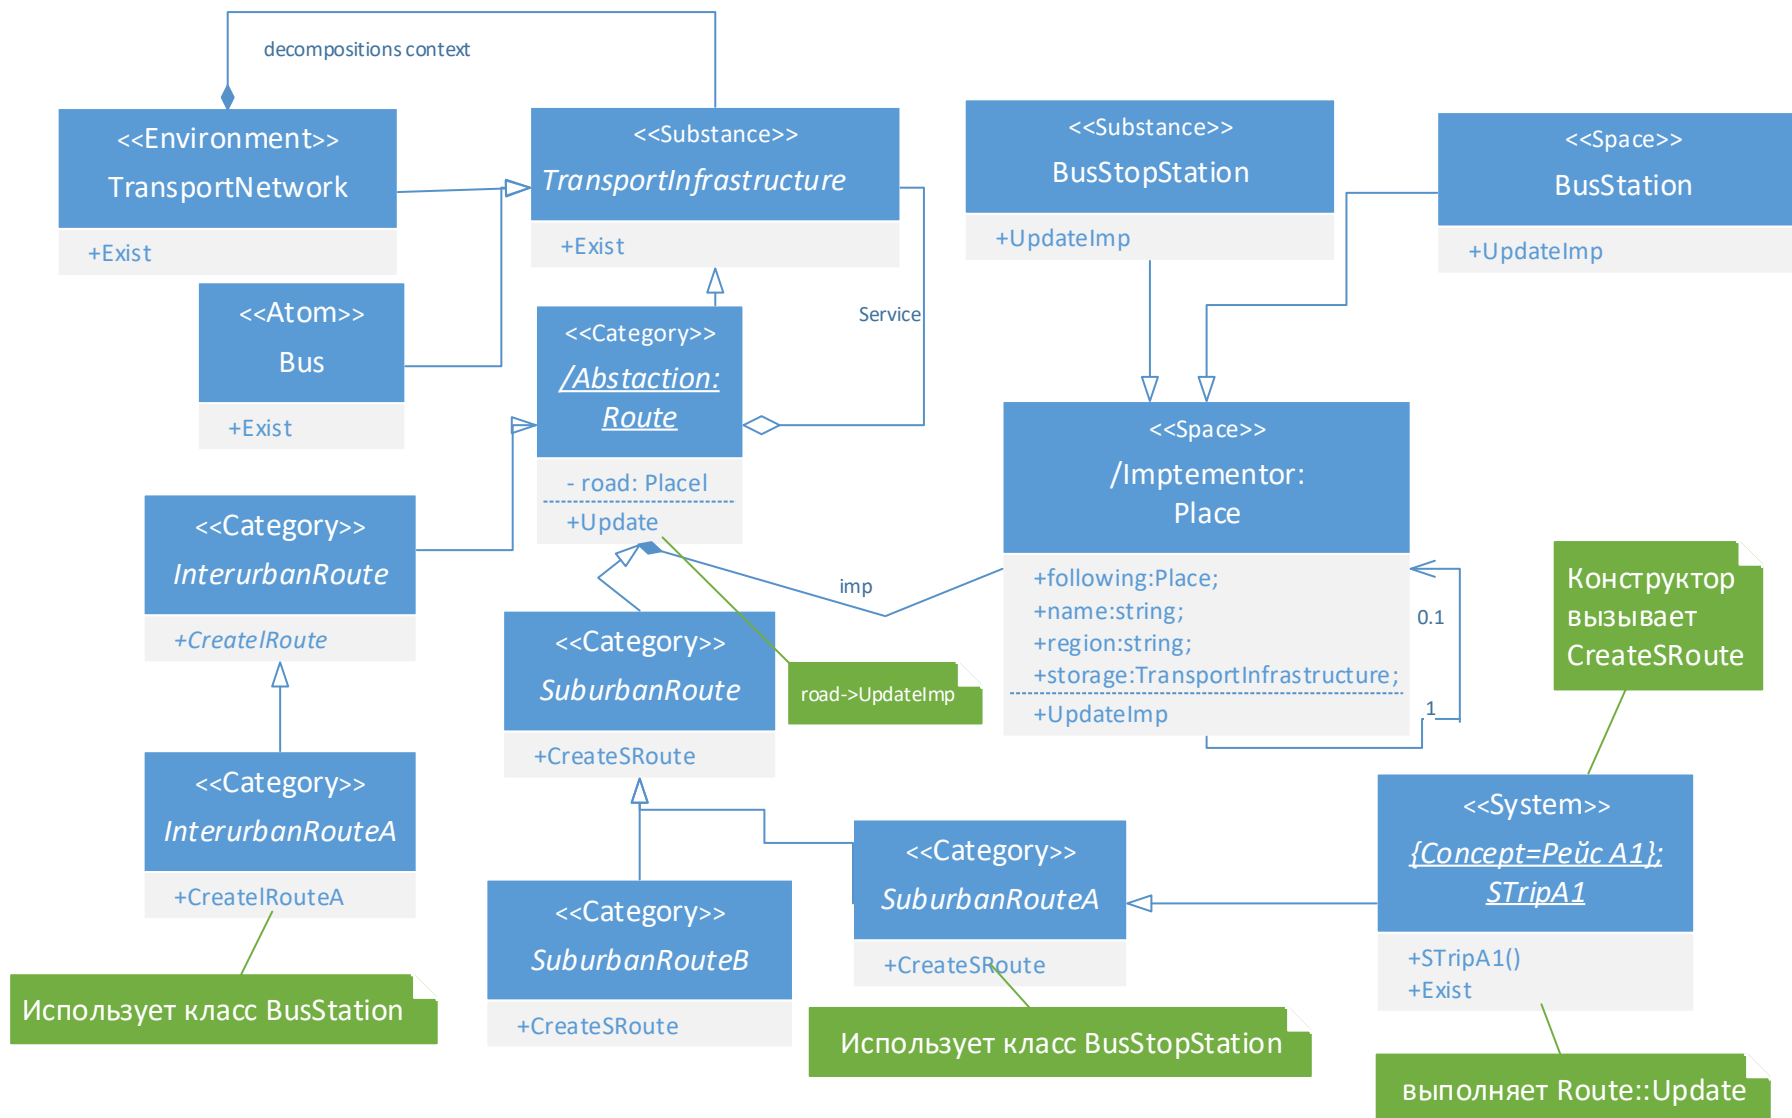 decompositions context
<<Environment>>
TransportNetwork
+Exist
<<Substance>>
TransportInfrastructure
+Exist
<<Substance>>
BusStopStation
+UpdateImp
<<Space>>
BusStation
+UpdateImp
<<Atom>>
Bus
+Exist
Service
<<Category>>
/Abstaction:
Route
- road: PlaceI
+Update
<<Space>>
/Imptementor:
Place
+following:Place;
+name:string;
+region:string;
+storage:TransportInfrastructure;
+UpdateImp
0.1
1
imp
<<Category>>
InterurbanRoute
+CreateIRoute
<<Category>>
SuburbanRoute
+CreateSRoute
road->UpdateImp
Конструктор
вызывает
CreateSRoute
<<Category>>
InterurbanRouteA
+CreateIRouteA
<<Category>>
SuburbanRouteB
+CreateSRoute
<<Category>>
SuburbanRouteA
+CreateSRoute
<<System>>
{Concept=Рейс А1};
STripA1
+STripA1()
+Exist
Использует класс BusStation
Использует класс BusStopStation
выполняет Route::Update